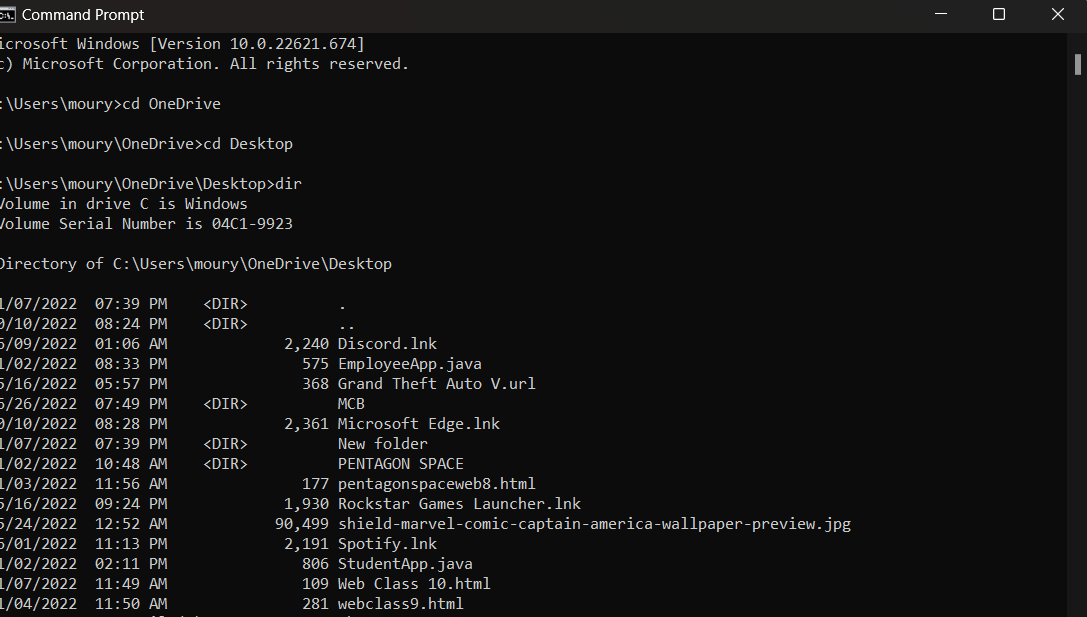 Command Prompt
icrosoft Windows [Version 10.0.22621.674]
c) Microsoft Corporation. All rights reserved.
:\Users\moury>cd OneDrive
:\Users\moury\OneDrive>cd Desktop
:\Users\moury\OneDrive\Desktop>dir
Volume in drive C is Windows
Volume Serial Number is 04C1-9923
Directory of C:\Users\moury\OneDrive\Desktop
1/07/2022  07:39 PM    <DIR>          .
0/10/2022  08:24 PM    <DIR>          ..
6/09/2022  01:06 AM             2,240 Discord.lnk
1/02/2022  08:33 PM               575 EmployeeApp.java
5/16/2022  05:57 PM               368 Grand Theft Auto V.url
5/26/2022  07:49 PM    <DIR>          MCB
0/10/2022  08:28 PM             2,361 Microsoft Edge.lnk
1/07/2022  07:39 PM    <DIR>          New folder
1/02/2022  10:48 AM    <DIR>          PENTAGON SPACE
1/03/2022  11:56 AM               177 pentagonspaceweb8.html
5/16/2022  09:24 PM             1,930 Rockstar Games Launcher.lnk
5/24/2022  12:52 AM            90,499 shield-marvel-comic-captain-america-wallpaper-preview.jpg
6/01/2022  11:13 PM             2,191 Spotify.lnk
1/02/2022  02:11 PM               806 StudentApp.java
1/07/2022  11:49 AM               109 Web Class 10.html
1/04/2022  11:50 AM               281 webclass9.html